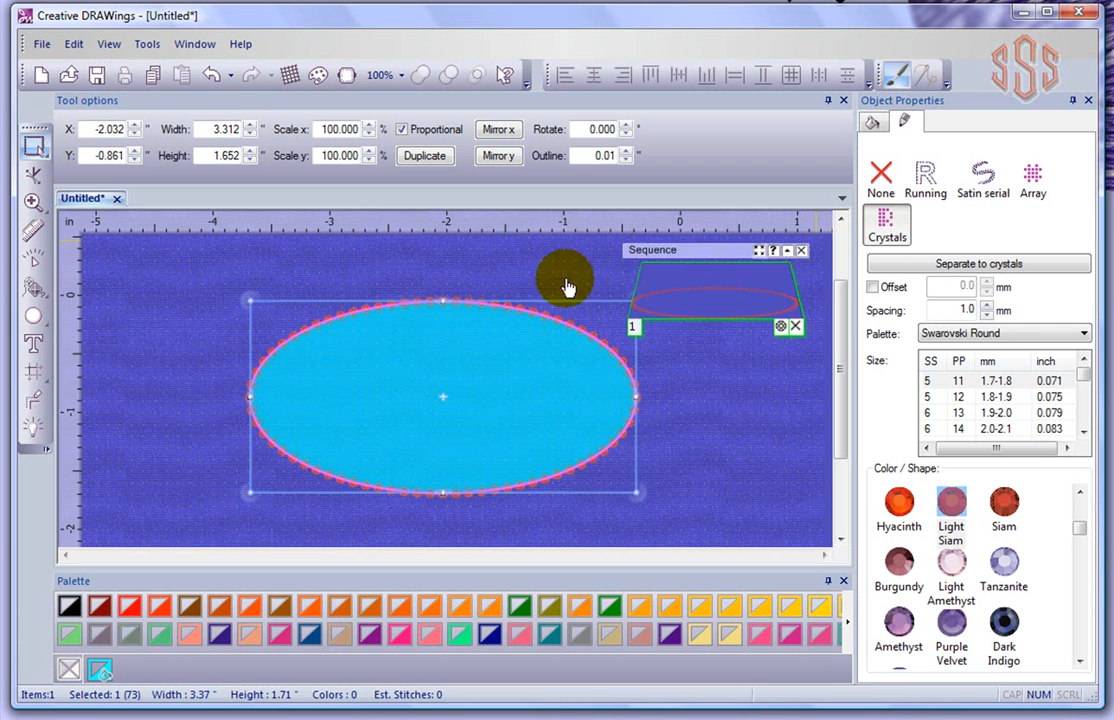 Creative DRAWings - [Untitled*]
File Edit View Tools Window Help
100%
SSS
Tool options
Object Properties
X: -2.032 " Width: 3.312 " Scale x: 100.000 % Proportional Mirror x Rotate: 0.000 °
Y: -0.861 " Height: 1.652 " Scale y: 100.000 % Duplicate Mirror y Outline: 0.01 "
None Running Satin serial Array
Crystals
Untitled*
in -5 -4 -3 -2 -1 0 1
0
-1
-2
Sequence
1
Separate to crystals
Offset 0.0 mm
Spacing: 1.0 mm
Palette: Swarovski Round
Size: SS PP mm inch
5 11 1.7-1.8 0.071
5 12 1.8-1.9 0.075
6 13 1.9-2.0 0.079
6 14 2.0-2.1 0.083
Color / Shape:
Hyacinth Light Siam Siam
Burgundy Light Amethyst Tanzanite
Amethyst Purple Velvet Dark Indigo
Palette
Items:1 Selected: 1 (73) Width : 3.37 " Height : 1.71 " Colors : 0 Est. Stitches: 0 CAP NUM SCRL